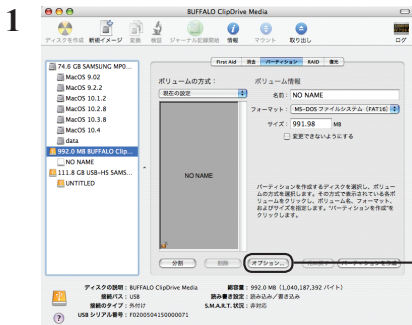 1
BUFFALO ClipDrive Media
ディスクを作成 新規イメージ 変換 検証 ジャーナル記録開始 情報 マウント 取り出し ログ
First Aid 消去 パーティション RAID 復元
74.6 GB SAMSUNG MP0...
MacOS 9.02
MacOS 9.2.2
MacOS 10.1.2
MacOS 10.2.8
MacOS 10.3.8
MacOS 10.4
data
992.0 MB BUFFALO Clip...
NO NAME
111.8 GB USB-HS SAMS...
UNTITLED
ボリュームの方式：
現在の設定
NO NAME
ボリューム情報
名前： NO NAME
フォーマット： MS-DOS ファイルシステム（FAT16）
サイズ： 991.98 MB
変更できないようにする
パーティションを作成するディスクを選択し、ボリュー
ムの方式を選択します。その方式で表示されている各ボ
リュームをクリックし、ボリューム名、フォーマット、
およびサイズを指定します。“パーティションを作成”を
クリックします。
分割 削除 オプション... パーティションを作成
ディスクの説明：BUFFALO ClipDrive Media
接続バス：USB
接続のタイプ：外付け
USB シリアル番号：F0200504150000071
総容量：992.0 MB（1,040,187,392 バイト）
読み書き設定：読み込み／書き込み
S.M.A.R.T. 状況：非対応
?